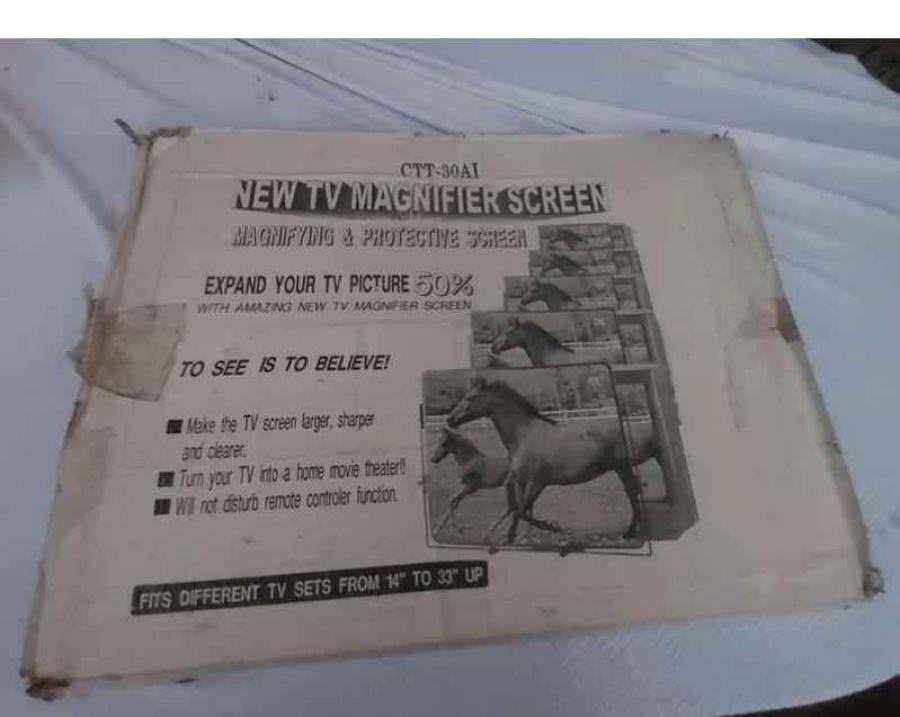 CTT-30AI
NEW TV MAGNIFIER SCREEN
MAGNIFYING & PROTECTIVE SCREEN
EXPAND YOUR TV PICTURE 50%
WITH AMAZING NEW TV MAGNIFIER SCREEN
TO SEE IS TO BELIEVE!
Make the TV screen larger, sharper
and clearer.
Turn your TV into a home movie theater!!
Will not disturb remote controler function.
FITS DIFFERENT TV SETS FROM 14" TO 33" UP